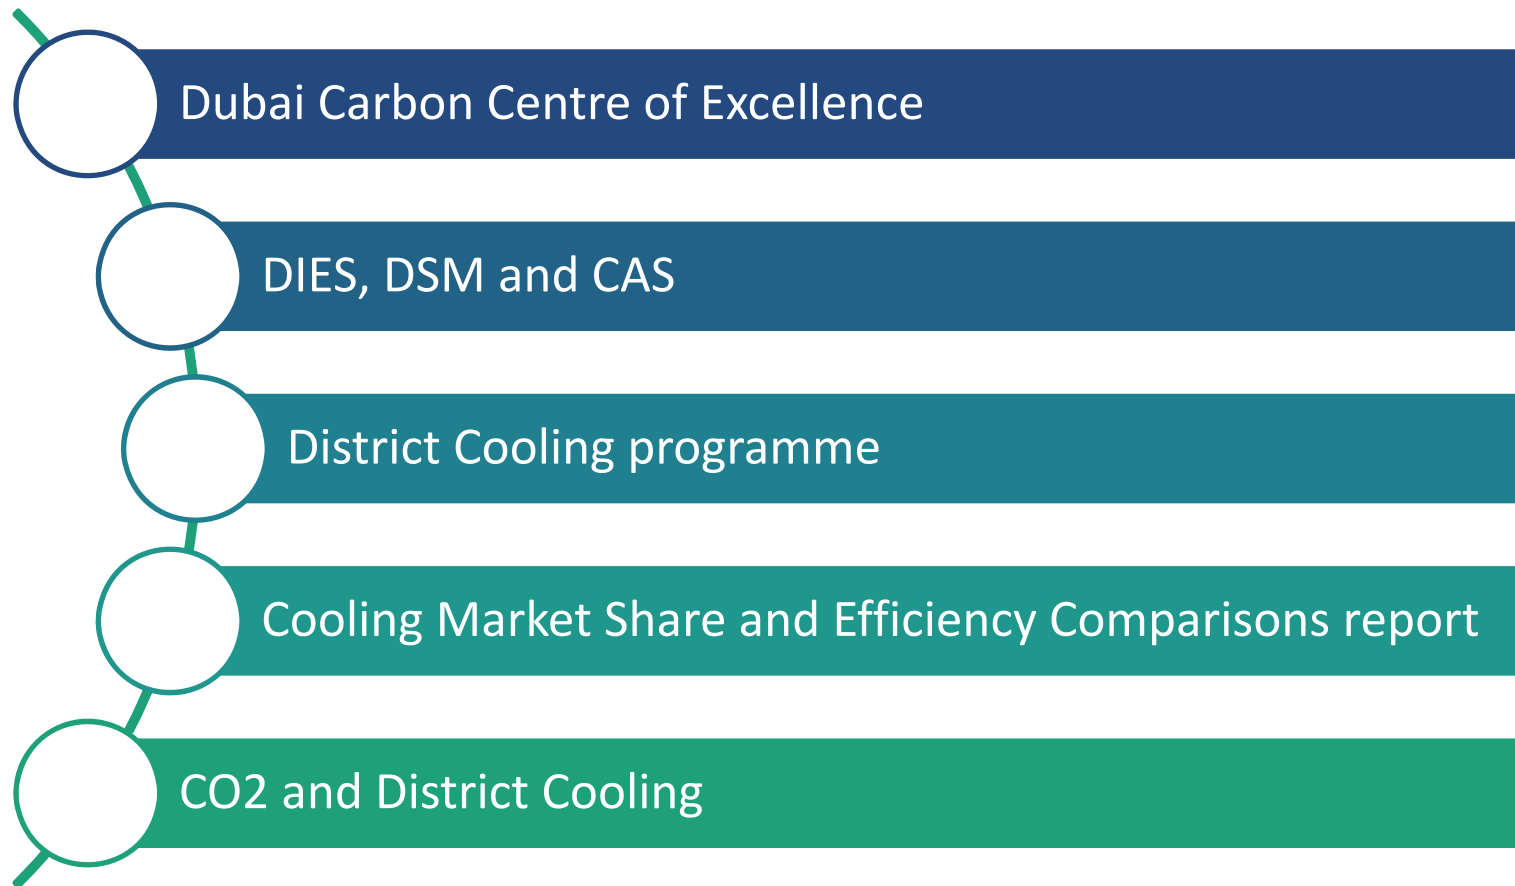 Dubai Carbon Centre of Excellence
DIES, DSM and CAS
District Cooling programme
Cooling Market Share and Efficiency Comparisons report
CO2 and District Cooling